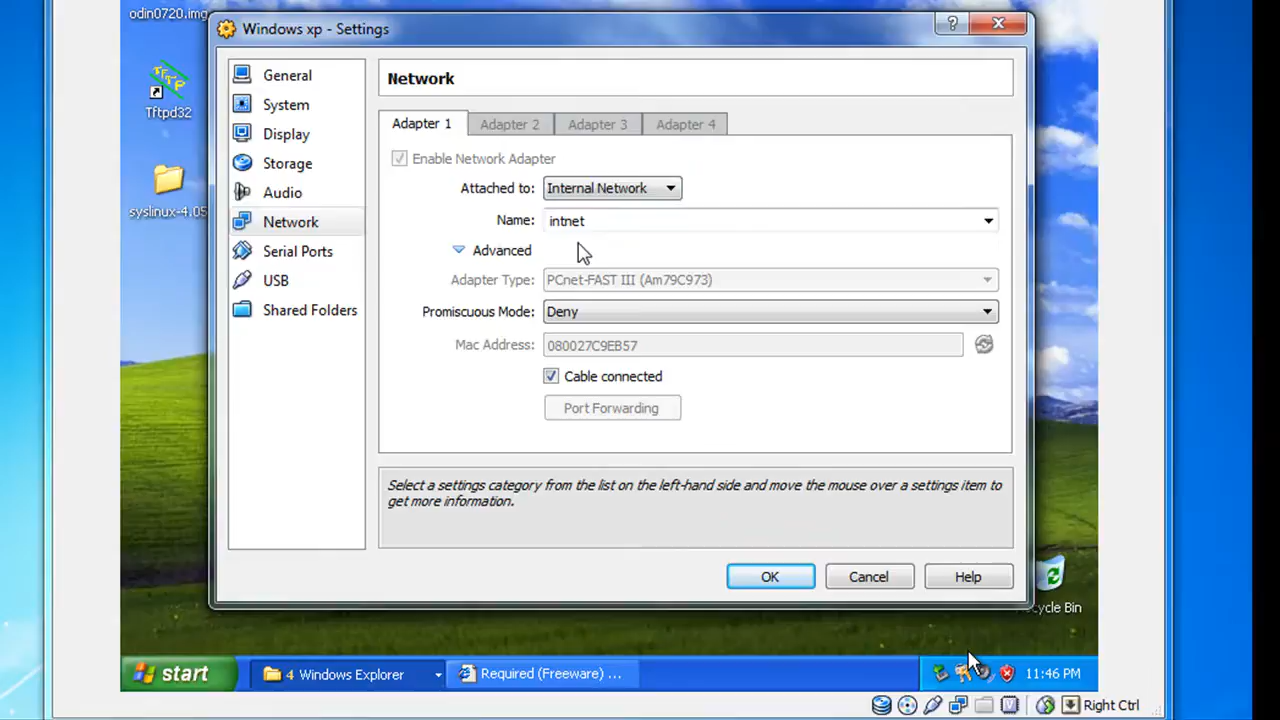 odin0720.img
Windows xp - Settings
?
General
System
Display
Storage
Audio
Network
Serial Ports
USB
Shared Folders
Network
Adapter 1
Adapter 2
Adapter 3
Adapter 4
Enable Network Adapter
Attached to: Internal Network
Name: intnet
Advanced
Adapter Type: PCnet-FAST III (Am79C973)
Promiscuous Mode: Deny
Mac Address: 080027C9EB57
Cable connected
Port Forwarding
Select a settings category from the list on the left-hand side and move the mouse over a settings item to
get more information.
OK
Cancel
Help
TFTP
Tftpd32
syslinux-4.05
cycle Bin
start
4 Windows Explorer
Required (Freeware) ...
11:46 PM
Right Ctrl